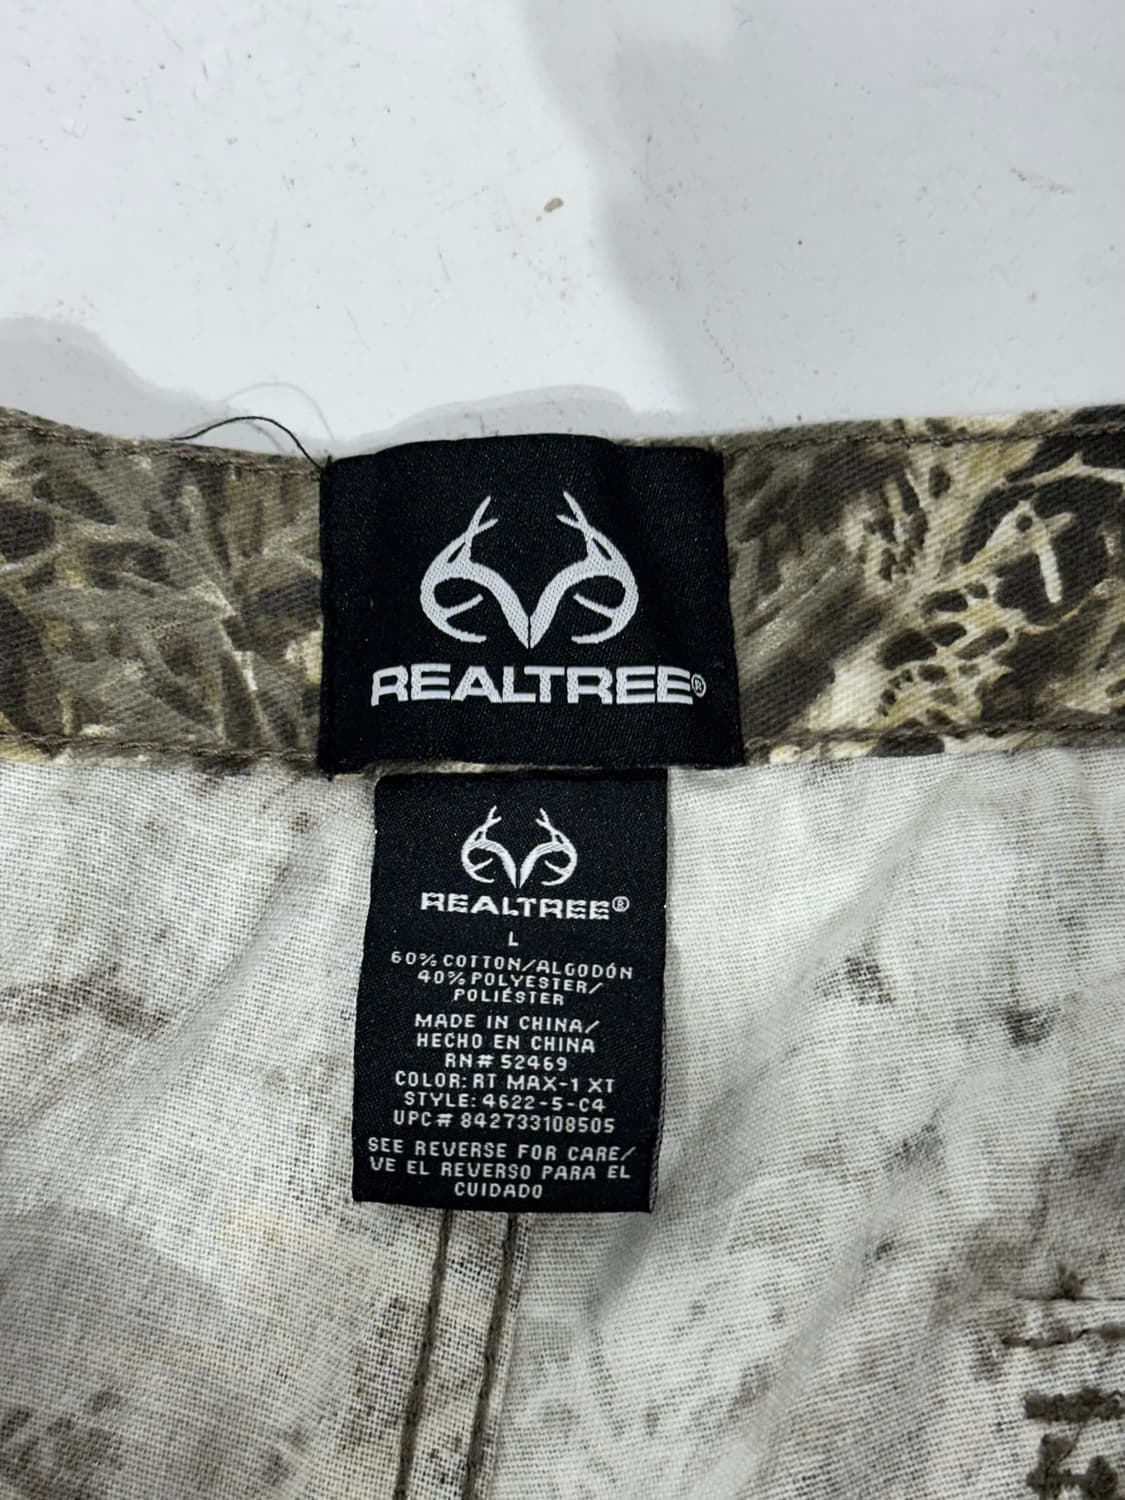 REALTREE®
REALTREE®
L
60% COTTON/ALGODÓN
40% POLYESTER/
POLIÉSTER
MADE IN CHINA/
HECHO EN CHINA
RN# 52469
COLOR: RT MAX-1 XT
STYLE: 4622-5-C4
UPC# 842733108505
SEE REVERSE FOR CARE/
VE EL REVERSO PARA EL
CUIDADO